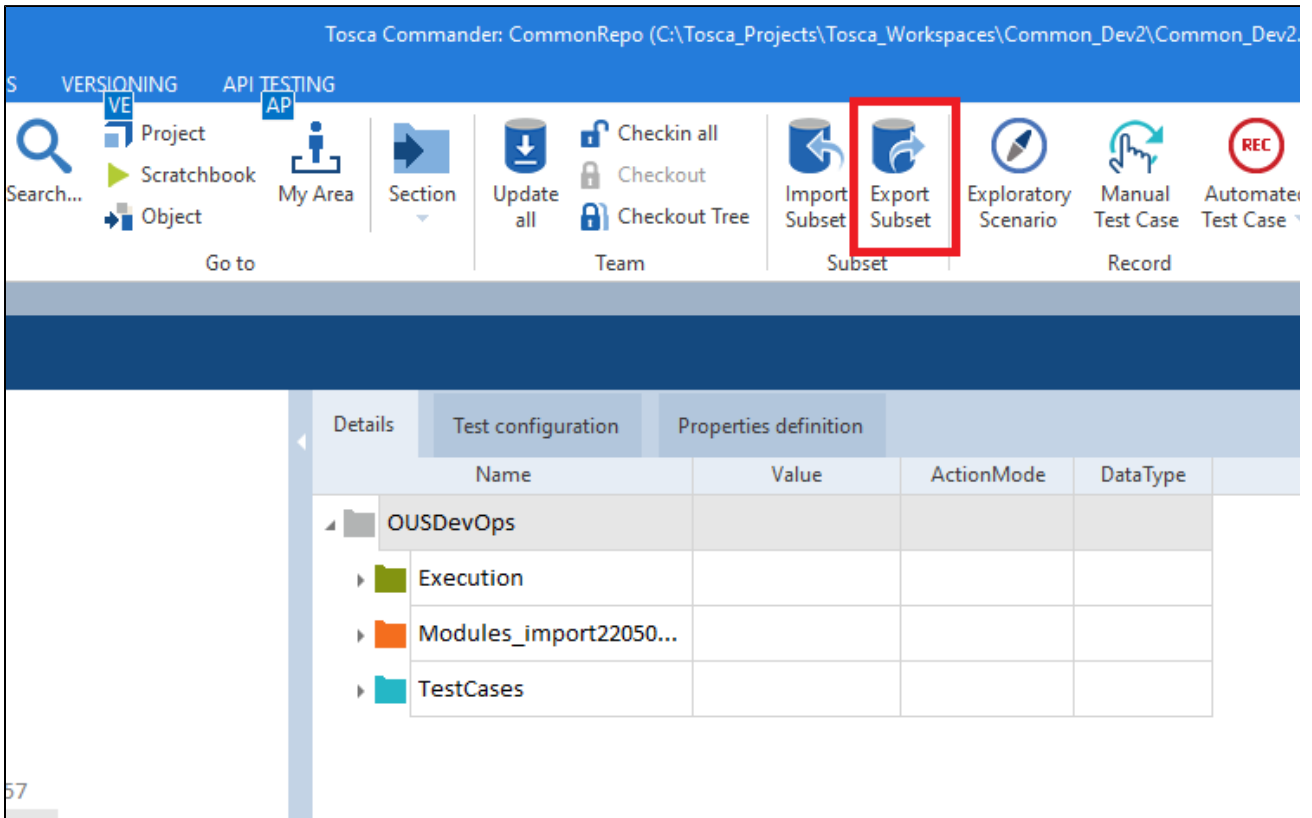 Tosca Commander: CommonRepo (C:\Tosca_Projects\Tosca_Workspaces\Common_Dev2\Common_Dev2.
S VERSIONING API TESTING
VE AP
Search...
Project
Scratchbook
Object
My Area
Go to
Section
Update
all
Checkin all
Checkout
Checkout Tree
Team
Import
Subset
Export
Subset
Subset
Exploratory
Scenario
Manual
Test Case
REC
Automated
Test Case
Record
Details Test configuration Properties definition
Name Value ActionMode DataType
OUSDevOps
Execution
Modules_import22050...
TestCases
57